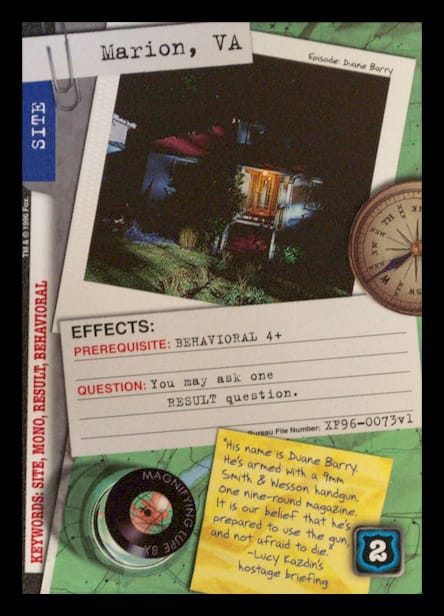 Marion, VA
Episode: Duane Barry
SITE
TM & © 1996 Fox.
KEYWORDS: SITE, MONO, RESULT, BEHAVIORAL
EFFECTS:
PREREQUISITE: BEHAVIORAL 4+
QUESTION: You may ask one
RESULT question.
Bureau File Number: XF96-0073v1
MAGNIFYING LUPE 8X
"His name is Duane Barry.
He's armed with a 9mm
Smith & Wesson handgun.
One nine-round magazine.
It is our belief that he's
prepared to use the gun,
and not afraid to die."
-Lucy Kazdin's
hostage briefing
2